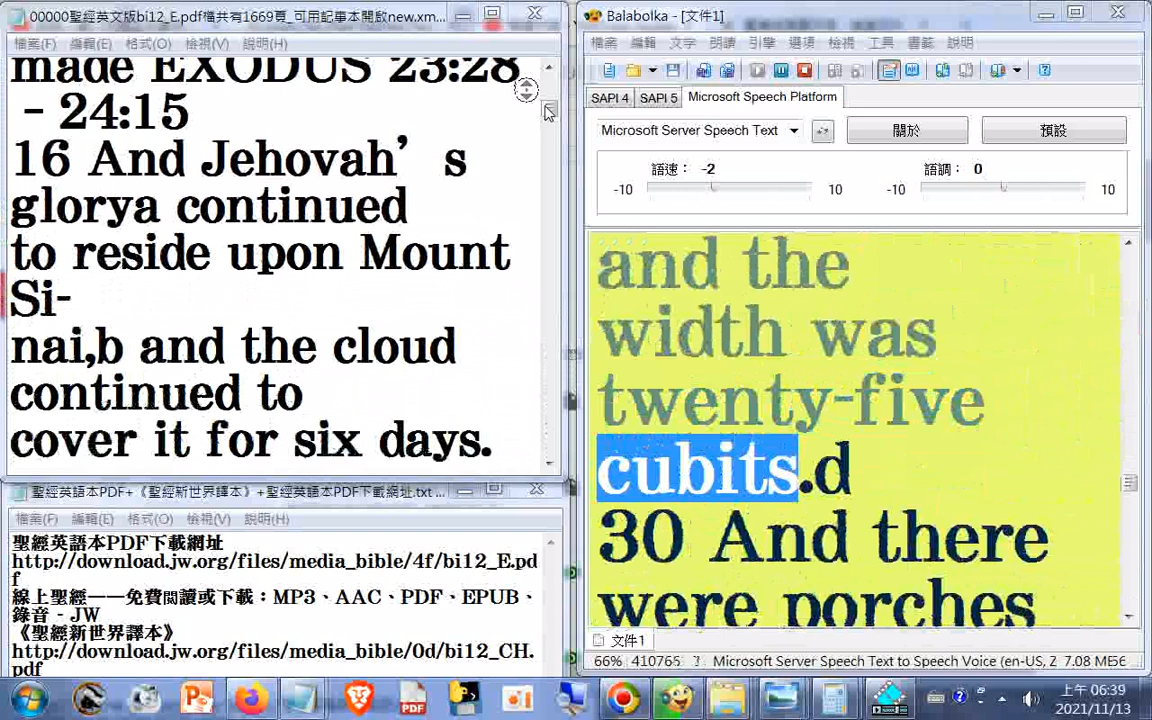 00000聖經英文版bi12_E.pdf檔共有1669頁_可用記事本開啟new.xm...
檔案(F) 編輯(E) 格式(O) 檢視(V) 說明(H)
made EXODUS 23:28
- 24:15
16 And Jehovah’s
glorya continued
to reside upon Mount
Si-
nai,b and the cloud
continued to
cover it for six days.
聖經英語本PDF+《聖經新世界譯本》+聖經英語本PDF下載網址.txt ...
檔案(F) 編輯(E) 格式(O) 檢視(V) 說明(H)
聖經英語本PDF下載網址
http://download.jw.org/files/media_bible/4f/bi12_E.pd
f
線上聖經——免費閱讀或下載：MP3、AAC、PDF、EPUB、
錄音 - JW
《聖經新世界譯本》
http://download.jw.org/files/media_bible/0d/bi12_CH.
pdf
Balabolka - [文件1]
檔案 編輯 文字 朗讀 引擎 選項 檢視 工具 書籤 說明
SAPI 4 SAPI 5 Microsoft Speech Platform
Microsoft Server Speech Text 關於 預設
語速： -2 語調： 0
-10 10 -10 10
and the
width was
twenty-five
cubits.d
30 And there
were porches
文件1
66% 410765 ? Microsoft Server Speech Text to Speech Voice (en-US, Z 7.08 ME56
PDF
上午 06:39
2021/11/13